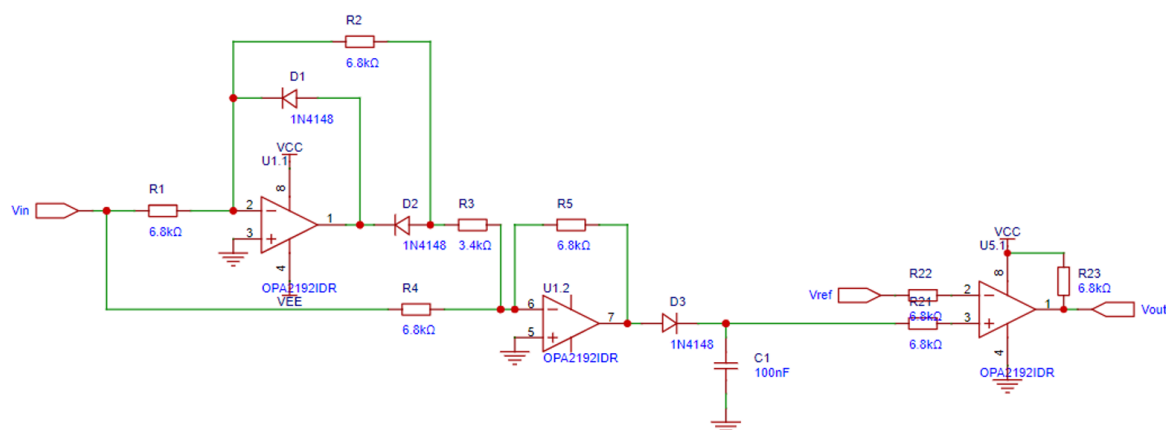 R2
6.8kΩ
D1
1N4148
VCC
U1.1
8
Vin
R1
6.8kΩ
2
3
1
4
OPA2192IDR
VEE
D2
1N4148
R3
3.4kΩ
R4
6.8kΩ
R5
6.8kΩ
U1.2
6
5
7
OPA2192IDR
D3
1N4148
C1
100nF
VCC
U5.1
8
R23
6.8kΩ
Vref
R22
6.8kΩ
R21
6.8kΩ
2
3
1
4
Vout
OPA2192IDR